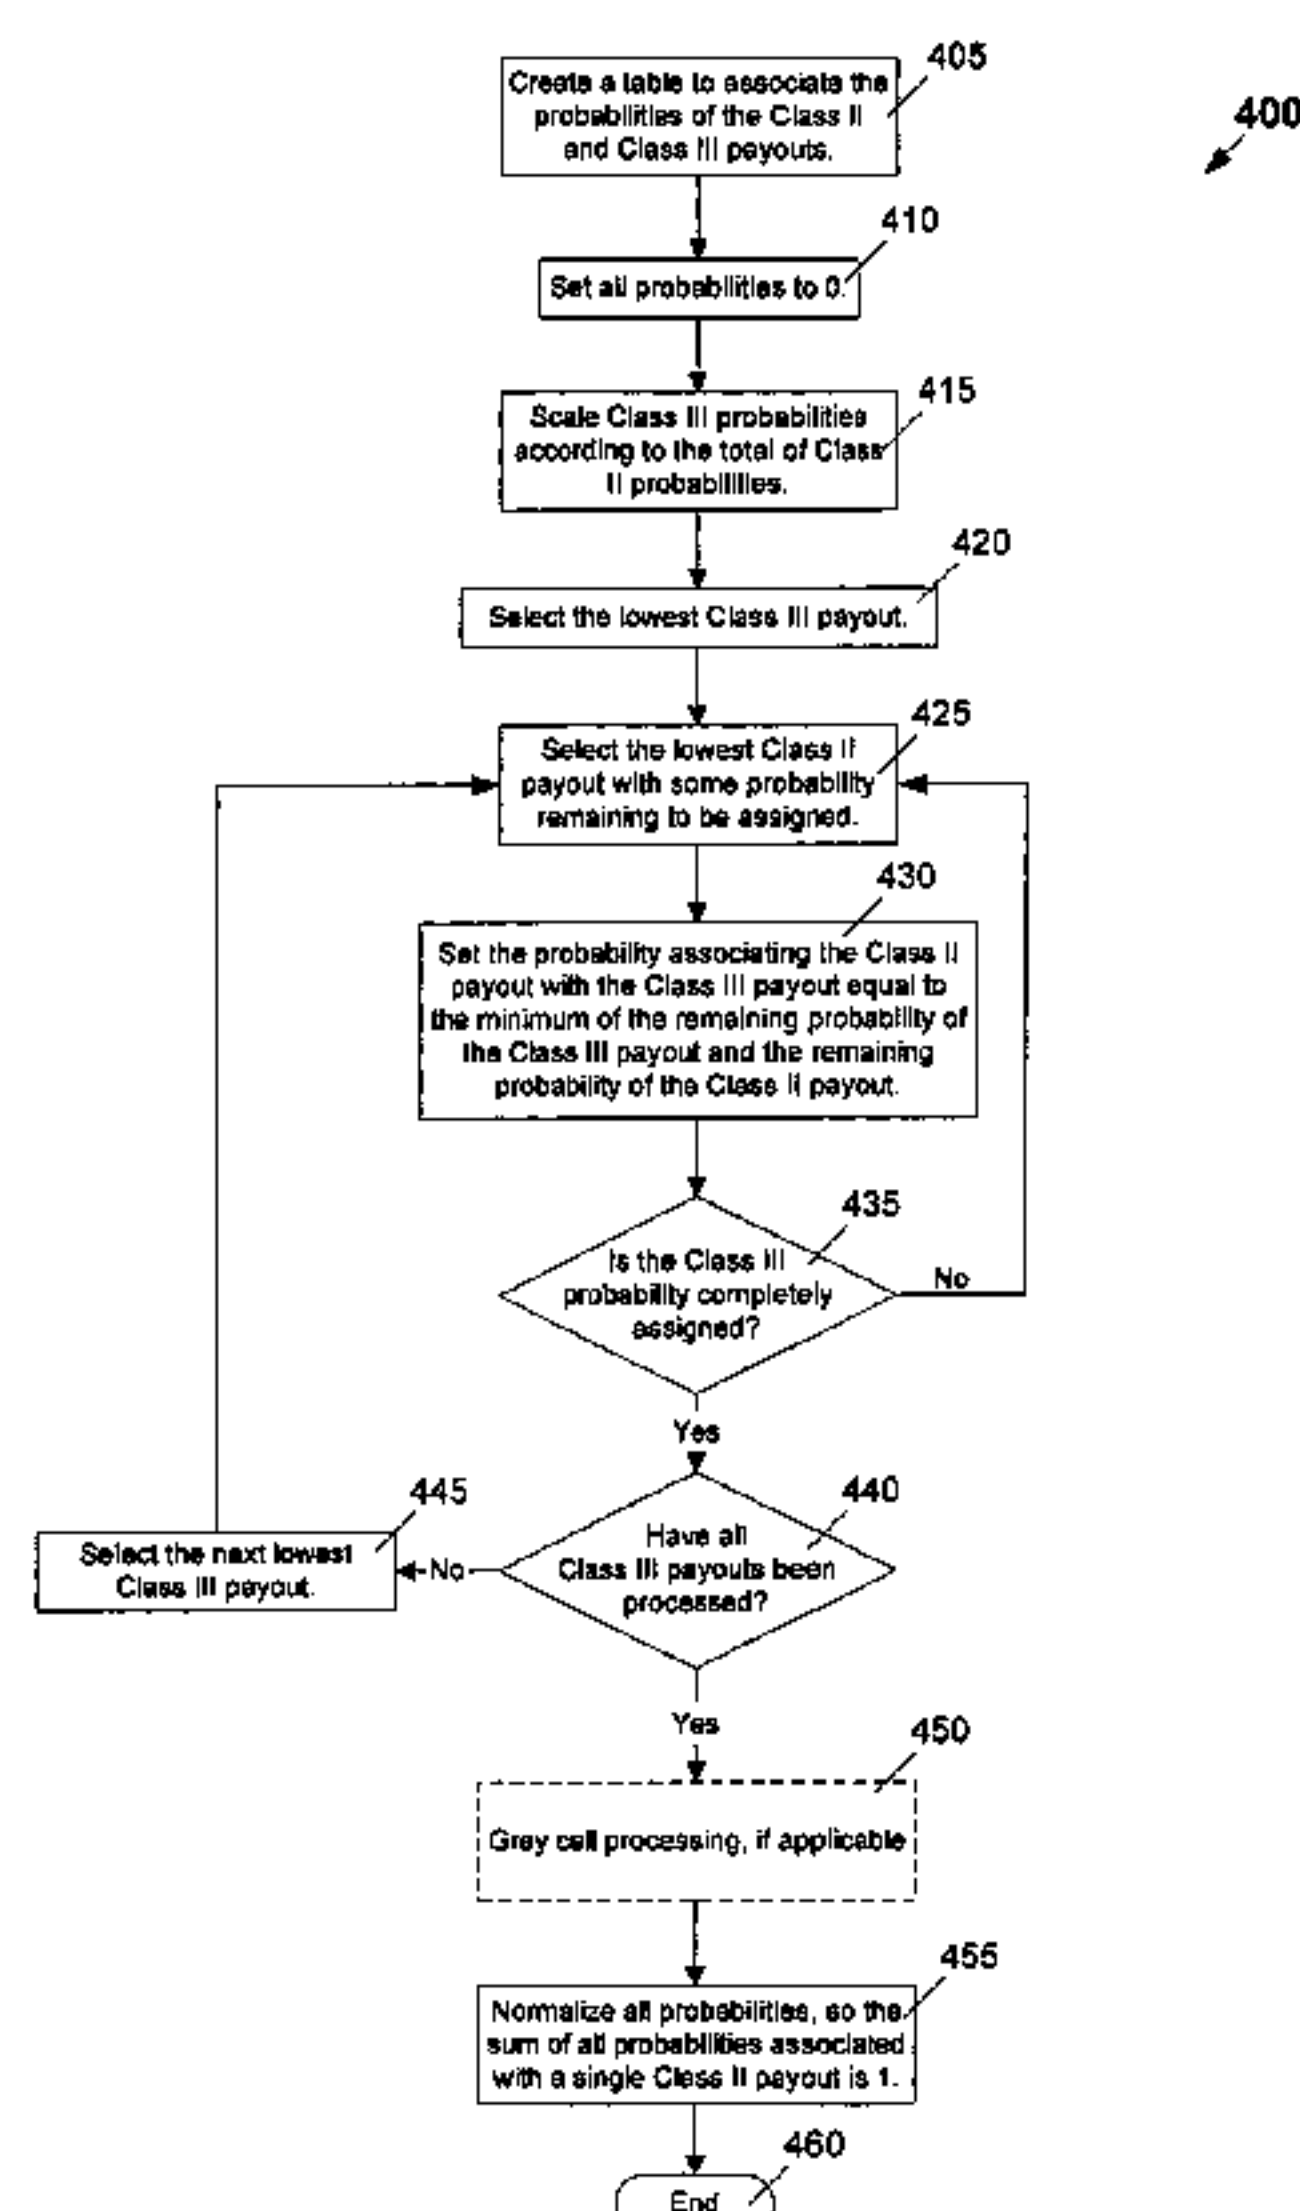 405
Create a table to associate the
probabilities of the Class II
and Class III payouts.
400
410
Set all probabilities to 0.
415
Scale Class III probabilities
according to the total of Class
II probabilities.
420
Select the lowest Class III payout.
425
Select the lowest Class II
payout with some probability
remaining to be assigned.
430
Set the probability associating the Class II
payout with the Class III payout equal to
the minimum of the remaining probability of
the Class III payout and the remaining
probability of the Class II payout.
435
Is the Class III
probability completely
assigned?
No
Yes
445
440
Select the next lowest
Class III payout.
No
Have all
Class III payouts been
processed?
Yes
450
Grey cell processing, if applicable
455
Normalize all probabilities, so the
sum of all probabilities associated
with a single Class II payout is 1.
460
End